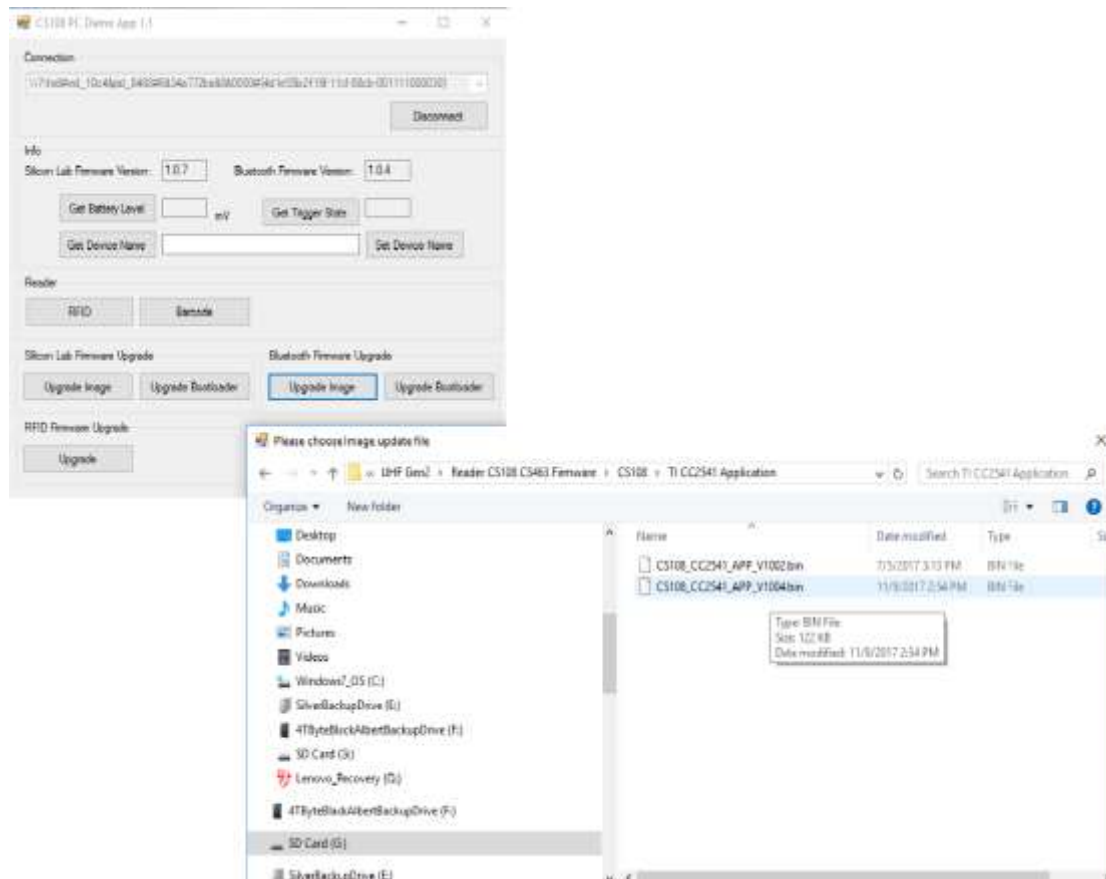 CS108 PC Demo App 1.1
Connection
Disconnect
Info
Silicon Lab Firmware Version: 1.0.7 Bluetooth Firmware Version: 1.0.4
Get Battery Level mV Get Trigger State
Get Device Name Set Device Name
Reader
RFID Barcode
Silicon Lab Firmware Upgrade Bluetooth Firmware Upgrade
Upgrade Image Upgrade Bootloader Upgrade Image Upgrade Bootloader
RFID Firmware Upgrade
Upgrade
Please choose image update file
« UHF Gen2 › Reader CS108 CS463 Firmware › CS108 › TI CC2541 Application Search TI CC2541 Application
Organize New folder
Name Date modified Type
CS108_CC2541_APP_V1002.bin 7/5/2017 3:13 PM BIN File
CS108_CC2541_APP_V1004.bin 11/9/2017 2:54 PM BIN File
Type: BIN File
Size: 122 KB
Date modified: 11/9/2017 2:54 PM
Desktop
Documents
Downloads
Music
Pictures
Videos
Windows7_OS (C:)
SilverBackupDrive (E:)
4TByteBlackAlbertBackupDrive (F:)
SD Card (G:)
Lenovo_Recovery (Q:)
4TByteBlackAlbertBackupDrive (F:)
SD Card (G:)
SilverBackupDrive (E:)